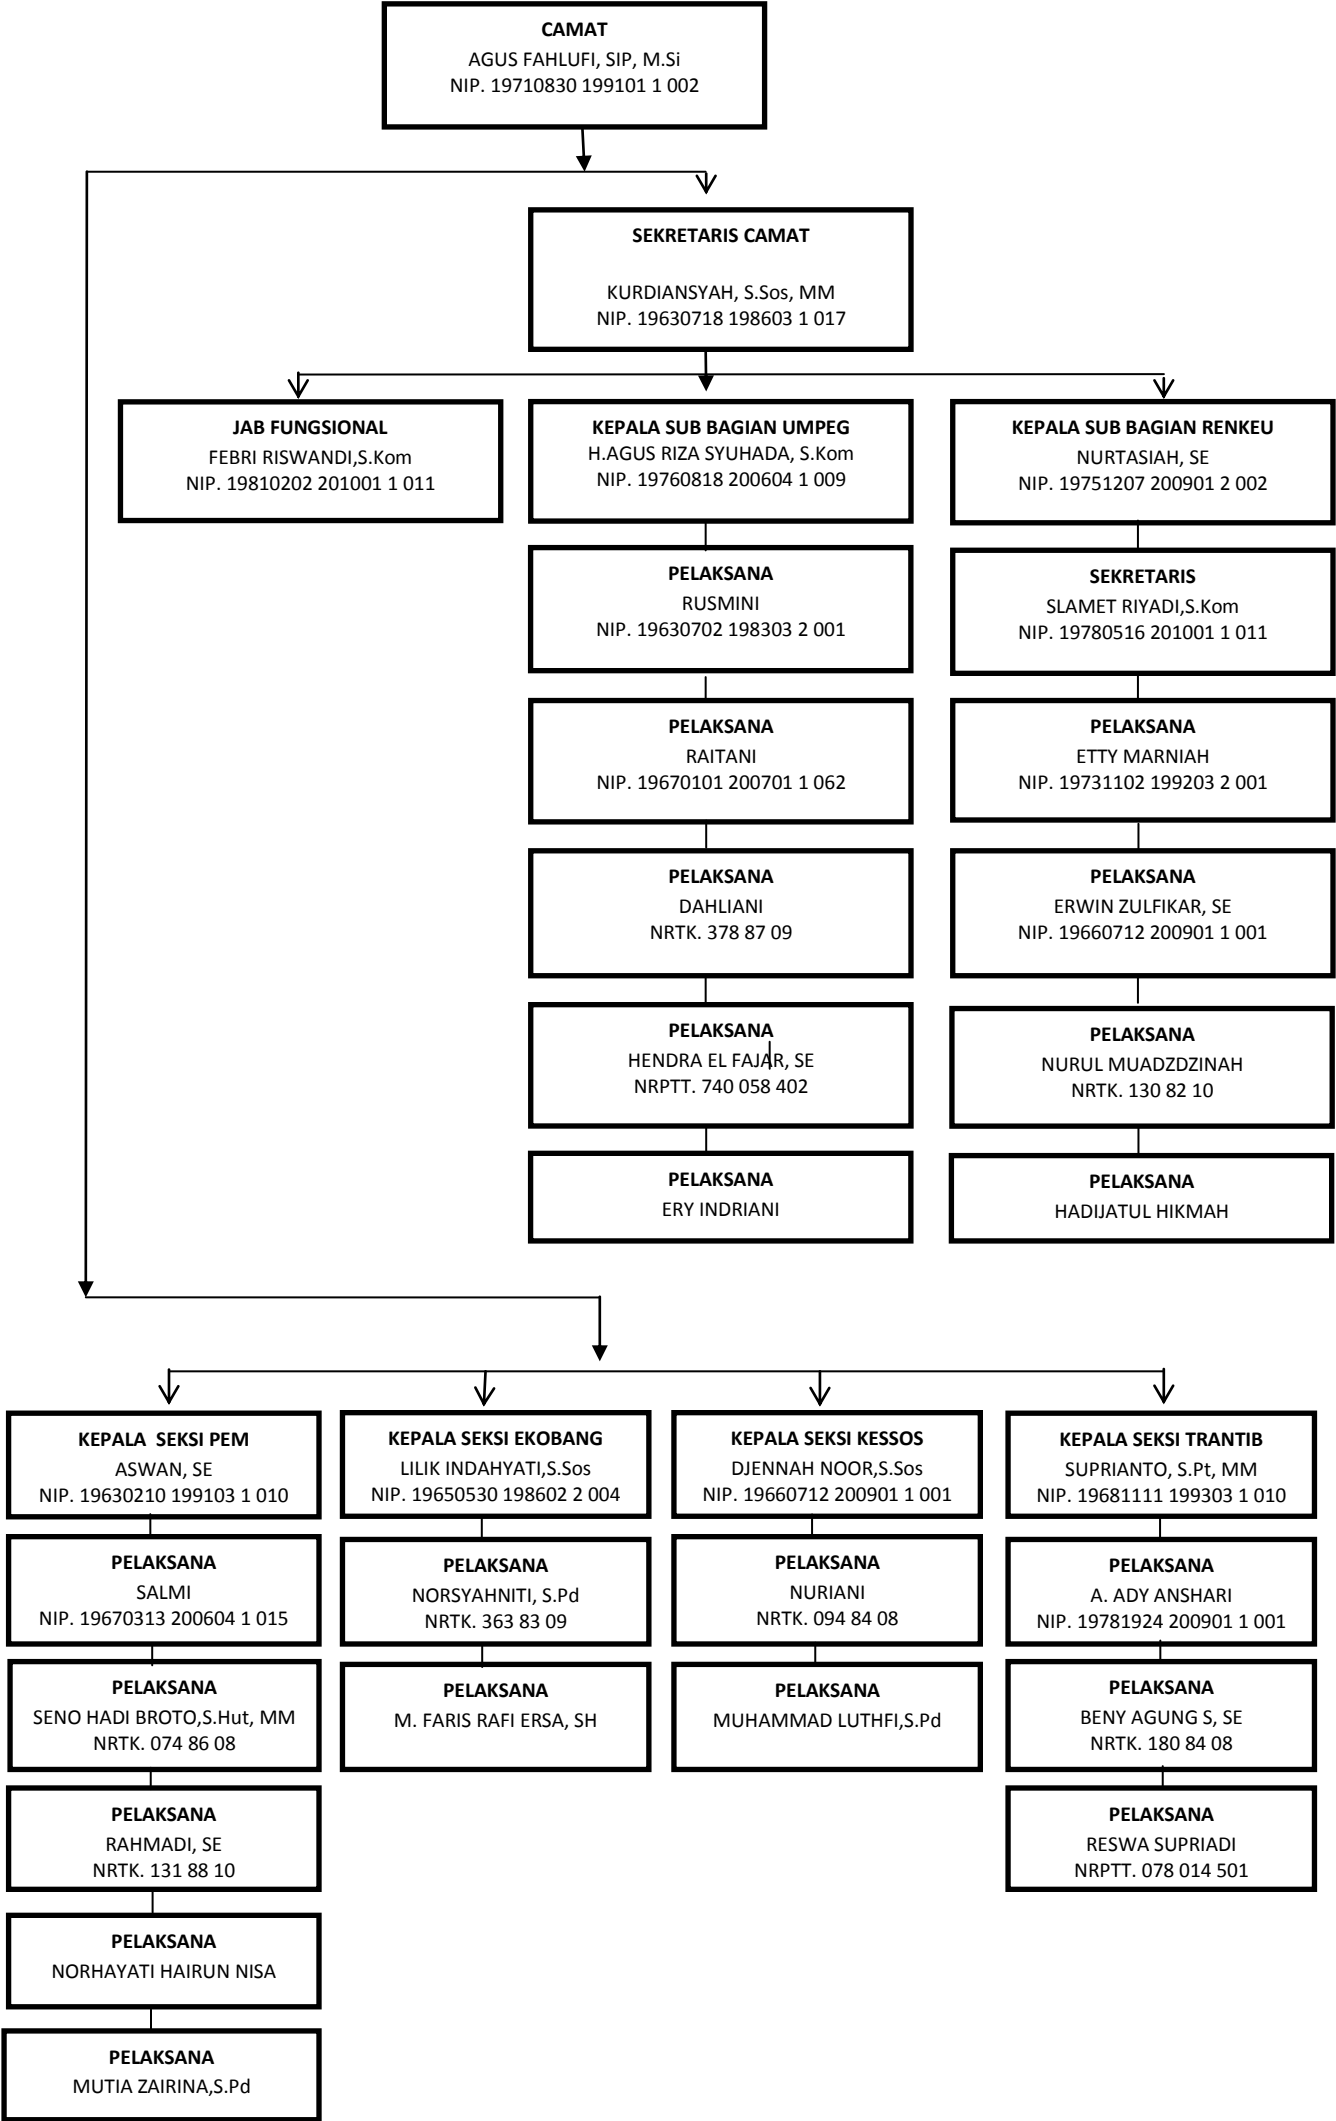 CAMAT
AGUS FAHLUFI, SIP, M.Si
NIP. 19710830 199101 1 002
SEKRETARIS CAMAT
KURDIANSYAH, S.Sos, MM
NIP. 19630718 198603 1 017
JAB FUNGSIONAL
FEBRI RISWANDI,S.Kom
NIP. 19810202 201001 1 011
KEPALA SUB BAGIAN UMPEG
H.AGUS RIZA SYUHADA, S.Kom
NIP. 19760818 200604 1 009
KEPALA SUB BAGIAN RENKEU
NURTASIAH, SE
NIP. 19751207 200901 2 002
PELAKSANA
RUSMINI
NIP. 19630702 198303 2 001
SEKRETARIS
SLAMET RIYADI,S.Kom
NIP. 19780516 201001 1 011
PELAKSANA
RAITANI
NIP. 19670101 200701 1 062
PELAKSANA
ETTY MARNIAH
NIP. 19731102 199203 2 001
PELAKSANA
DAHLIANI
NRTK. 378 87 09
PELAKSANA
ERWIN ZULFIKAR, SE
NIP. 19660712 200901 1 001
PELAKSANA
HENDRA EL FAJAR, SE
NRPTT. 740 058 402
PELAKSANA
NURUL MUADZDZINAH
NRTK. 130 82 10
PELAKSANA
ERY INDRIANI
PELAKSANA
HADIJATUL HIKMAH
KEPALA  SEKSI PEM
ASWAN, SE
NIP. 19630210 199103 1 010
KEPALA SEKSI EKOBANG
LILIK INDAHYATI,S.Sos
NIP. 19650530 198602 2 004
KEPALA SEKSI KESSOS
DJENNAH NOOR,S.Sos
NIP. 19660712 200901 1 001
KEPALA SEKSI TRANTIB
SUPRIANTO, S.Pt, MM
NIP. 19681111 199303 1 010
PELAKSANA
SALMI
NIP. 19670313 200604 1 015
PELAKSANA
NORSYAHNITI, S.Pd
NRTK. 363 83 09
PELAKSANA
NURIANI
NRTK. 094 84 08
PELAKSANA
A. ADY ANSHARI
NIP. 19781924 200901 1 001
PELAKSANA
SENO HADI BROTO,S.Hut, MM
NRTK. 074 86 08
PELAKSANA
M. FARIS RAFI ERSA, SH
PELAKSANA
MUHAMMAD LUTHFI,S.Pd
PELAKSANA
BENY AGUNG S, SE
NRTK. 180 84 08
PELAKSANA
RAHMADI, SE
NRTK. 131 88 10
PELAKSANA
RESWA SUPRIADI
NRPTT. 078 014 501
PELAKSANA
NORHAYATI HAIRUN NISA
PELAKSANA
MUTIA ZAIRINA,S.Pd